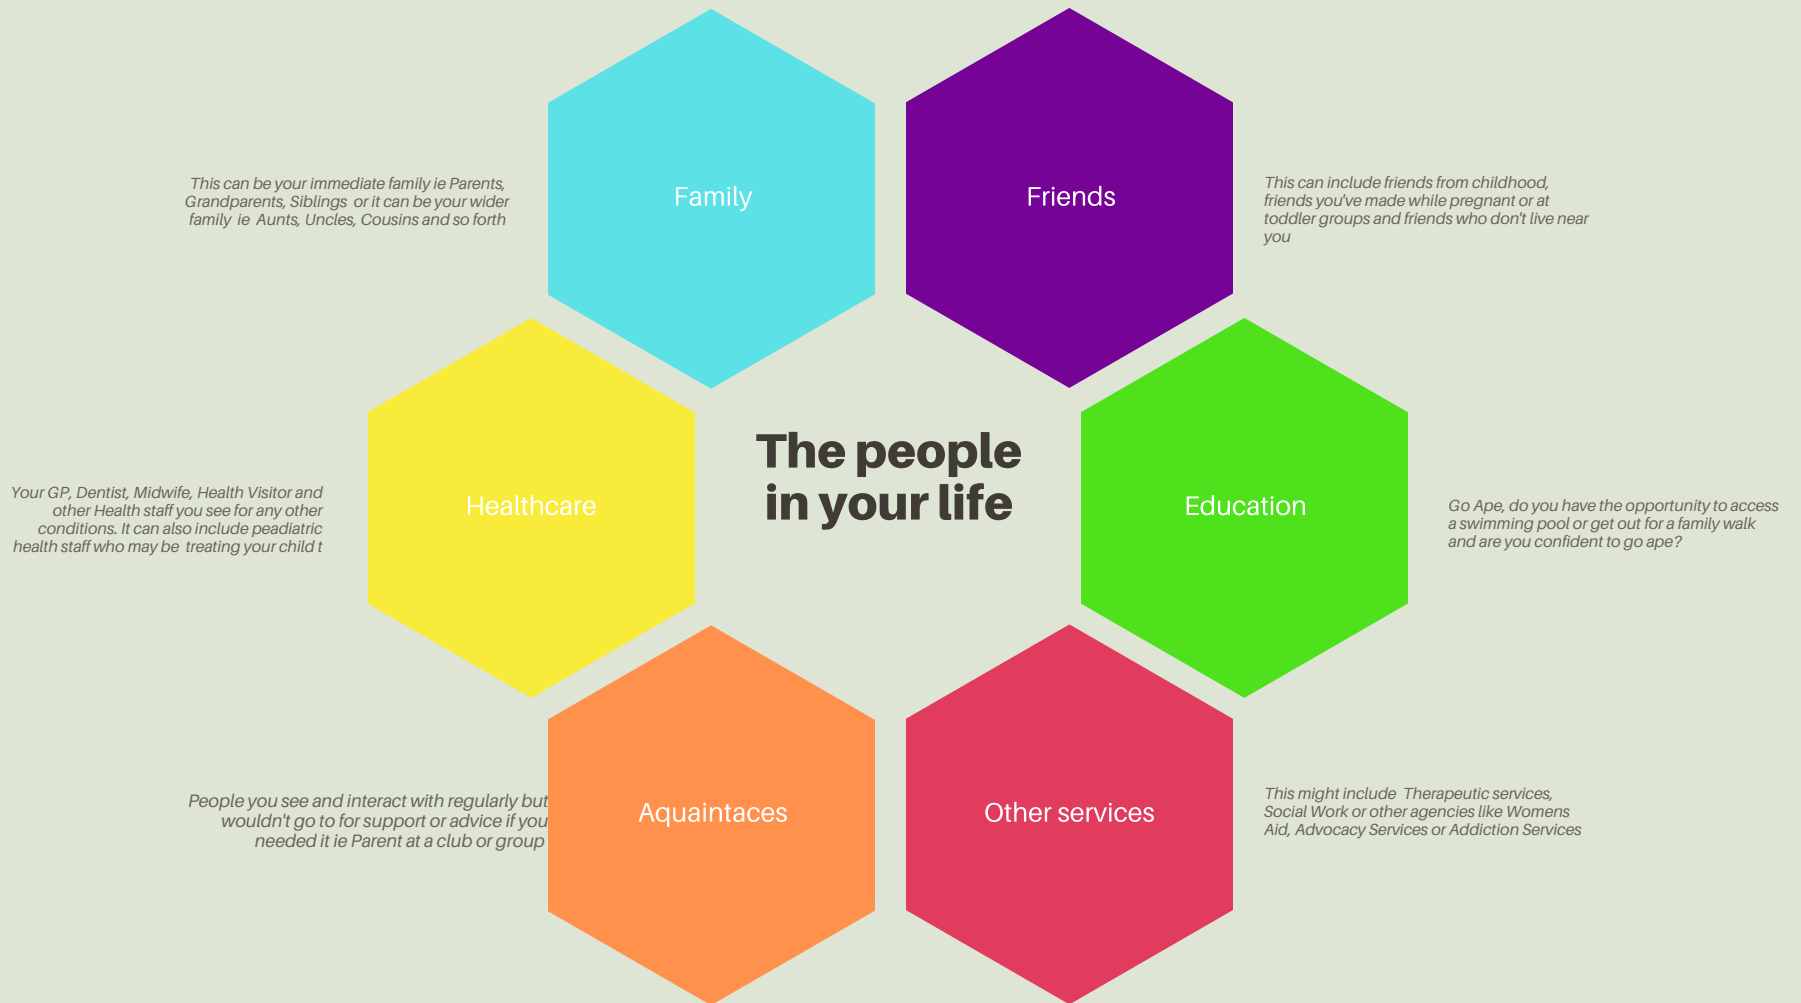 Family
Friends
This can be your immediate family ie Parents,
Grandparents, Siblings or it can be your wider
family ie Aunts, Uncles, Cousins and so forth
This can include friends from childhood,
friends you've made while pregnant or at
toddler groups and friends who don't live near
you
The people
in your life
Healthcare
Education
Your GP, Dentist, Midwife, Health Visitor and
other Health staff you see for any other
conditions. It can also include peadiatric
health staff who may be treating your child t
Go Ape, do you have the opportunity to access
a swimming pool or get out for a family walk
and are you confident to go ape?
Aquaintaces
Other services
People you see and interact with regularly but
wouldn't go to for support or advice if you
needed it ie Parent at a club or group
This might include Therapeutic services,
Social Work or other agencies like Womens
Aid, Advocacy Services or Addiction Services